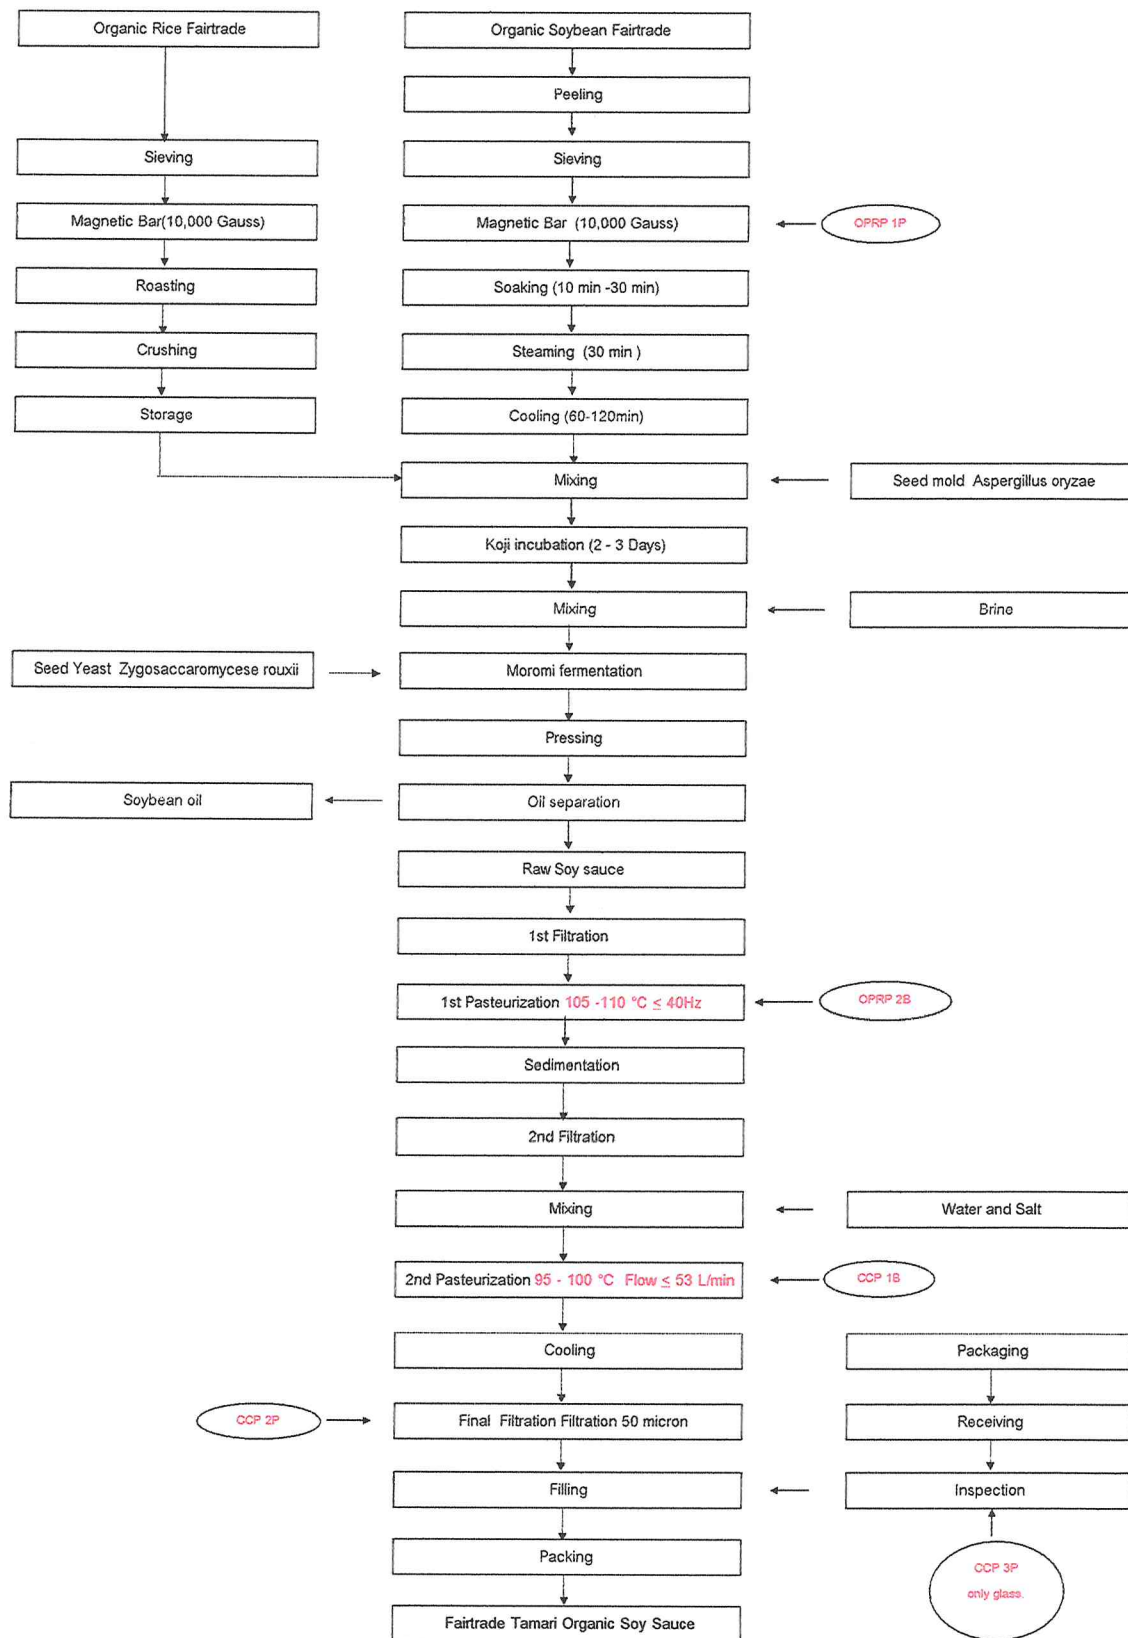 Organic Rice Fairtrade
Organic Soybean Fairtrade
Peeling
Sieving
Sieving
Magnetic Bar(10,000 Gauss)
Magnetic Bar (10,000 Gauss)
OPRP 1P
Roasting
Soaking (10 min -30 min)
Crushing
Steaming (30 min )
Storage
Cooling (60-120min)
Mixing
Seed mold Aspergillus oryzae
Koji incubation (2 - 3 Days)
Mixing
Brine
Seed Yeast Zygosaccaromycese rouxii
Moromi fermentation
Pressing
Soybean oil
Oil separation
Raw Soy sauce
1st Filtration
1st Pasteurization 105 -110 °C ≤ 40Hz
OPRP 2B
Sedimentation
2nd Filtration
Mixing
Water and Salt
2nd Pasteurization 95 - 100 °C Flow ≤ 53 L/min
CCP 1B
Cooling
Packaging
CCP 2P
Final Filtration Filtration 50 micron
Receiving
Filling
Inspection
Packing
CCP 3P
only glass.
Fairtrade Tamari Organic Soy Sauce